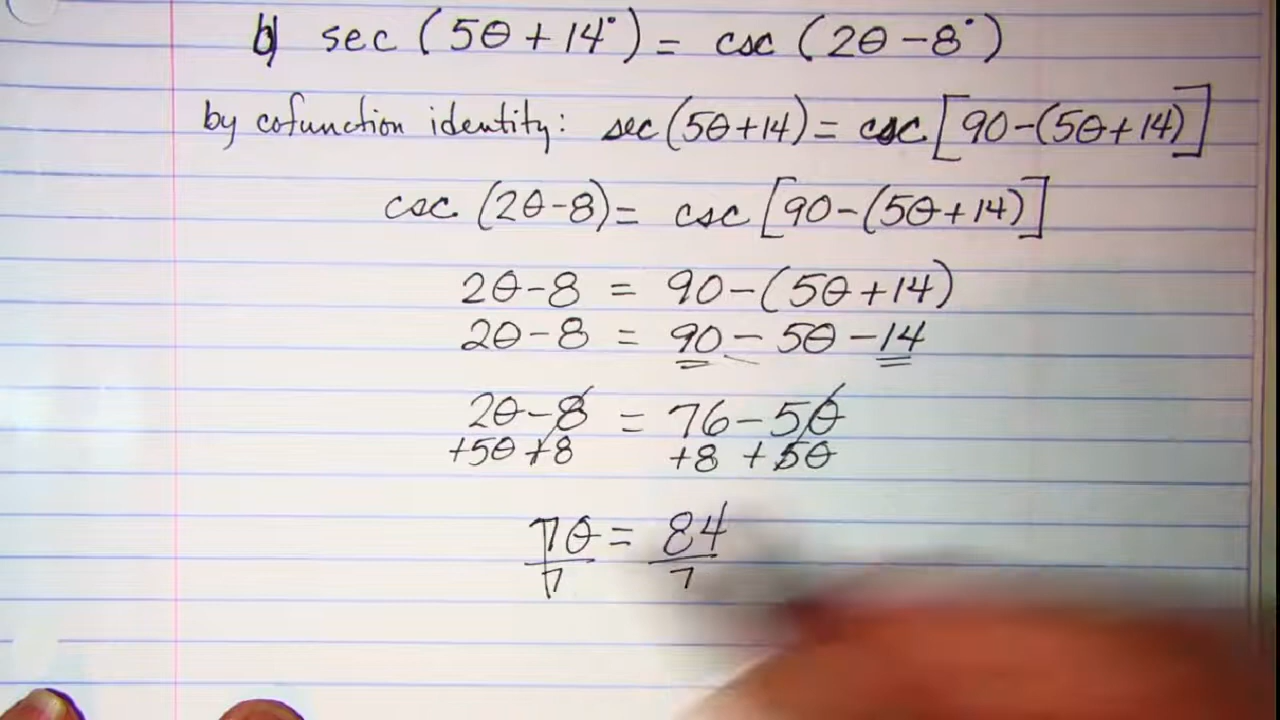 b) sec (5θ + 14°) = csc (2θ - 8°)
by cofunction identity: sec (5θ + 14) = csc [90 - (5θ + 14)]
csc (2θ - 8) = csc [90 - (5θ + 14)]
2θ - 8 = 90 - (5θ + 14)
2θ - 8 = 90 - 5θ - 14
2θ - 8 = 76 - 5θ
+5θ +8 +8 +5θ
7θ = 84
7 7